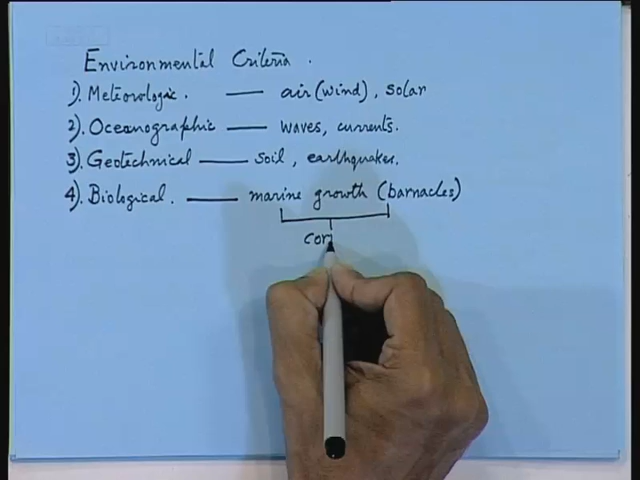 Environmental Criteria.
1). Meteorologic. — air (wind), solar
2). Oceanographic — waves, currents.
3). Geotechnical — soil, earthquakes.
4). Biological. — marine growth (barnacles)
cor